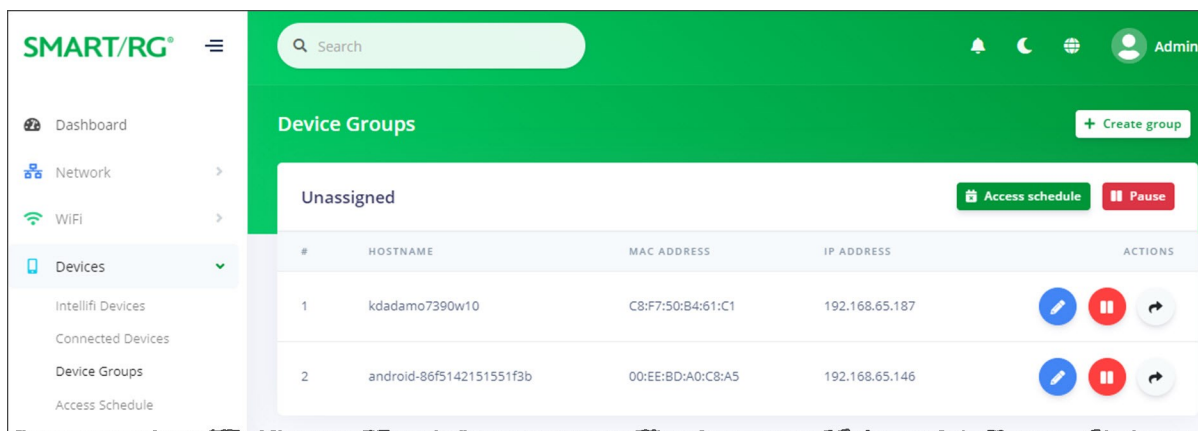 SMART/RG®
Search
Admin
Dashboard
Network
WiFi
Devices
Intellifi Devices
Connected Devices
Device Groups
Access Schedule
Device Groups
+ Create group
Unassigned
Access schedule
Pause
# HOSTNAME MAC ADDRESS IP ADDRESS ACTIONS
1 kdadamo7390w10 C8:F7:50:B4:61:C1 192.168.65.187
2 android-86f5142151551f3b 00:EE:BD:A0:C8:A5 192.168.65.146